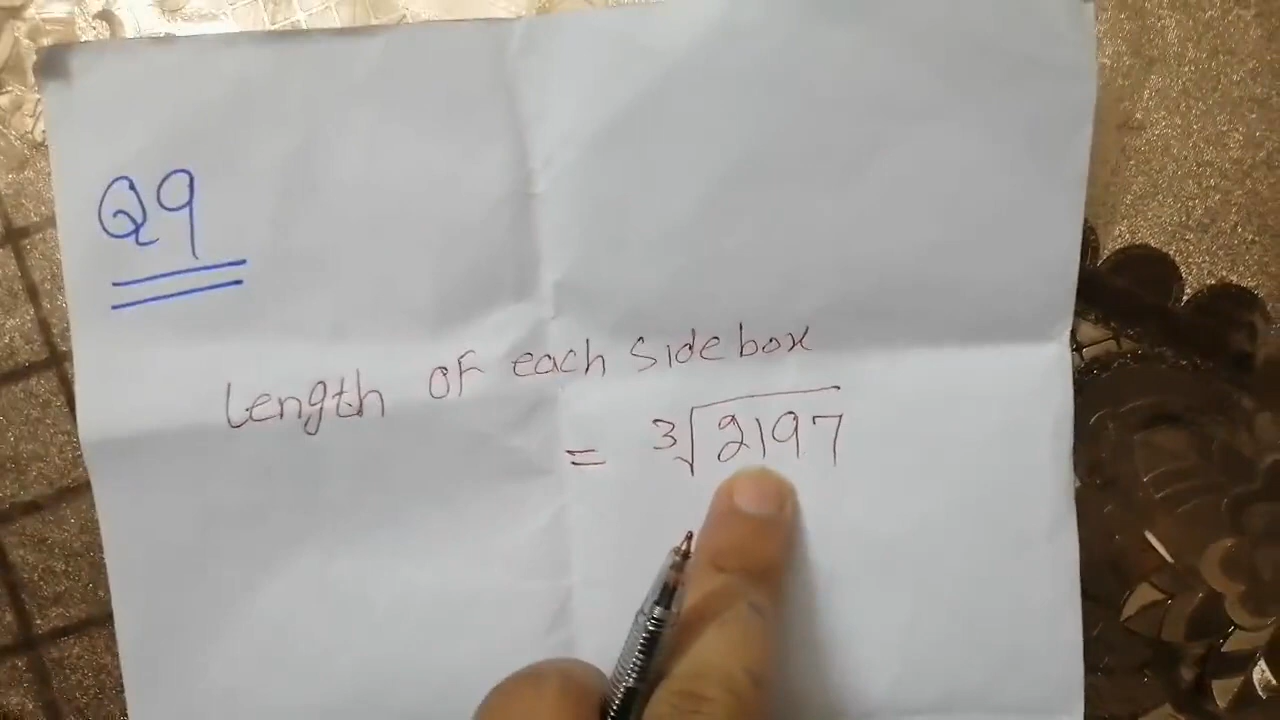 Q9
Length of each side box
= ∛2197